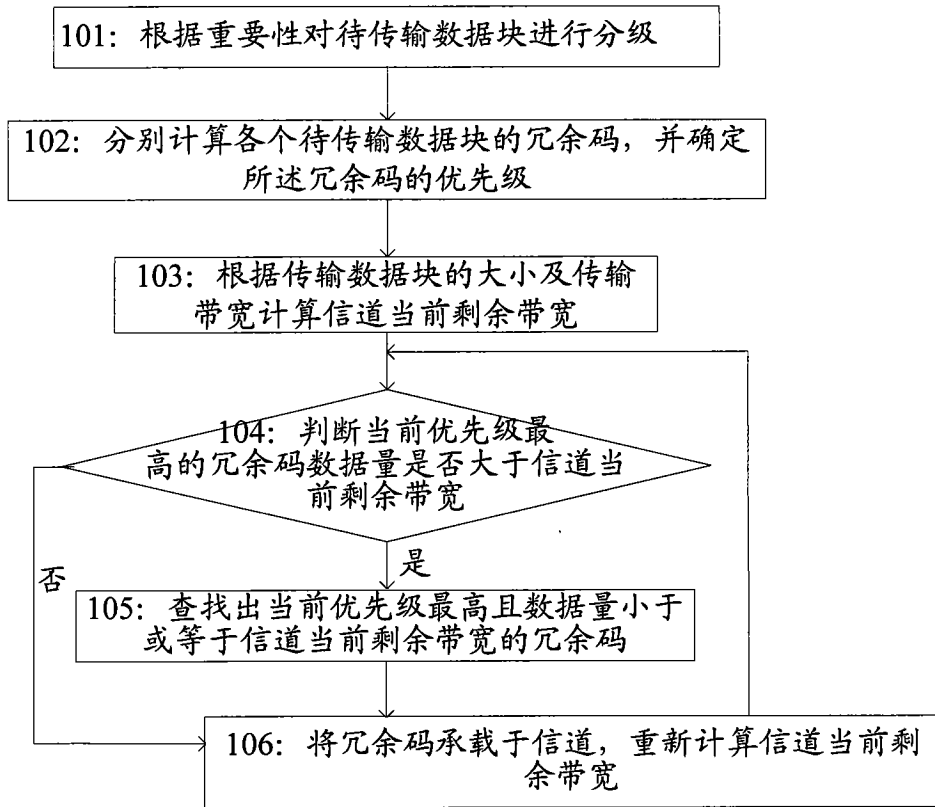 101：根据重要性对待传输数据块进行分级
102：分别计算各个待传输数据块的冗余码，并确定
所述冗余码的优先级
103：根据传输数据块的大小及传输
带宽计算信道当前剩余带宽
104：判断当前优先级最
高的冗余码数据量是否大于信道当
前剩余带宽
否
是
105：查找出当前优先级最高且数据量小于
或等于信道当前剩余带宽的冗余码
106：将冗余码承载于信道，重新计算信道当前剩
余带宽